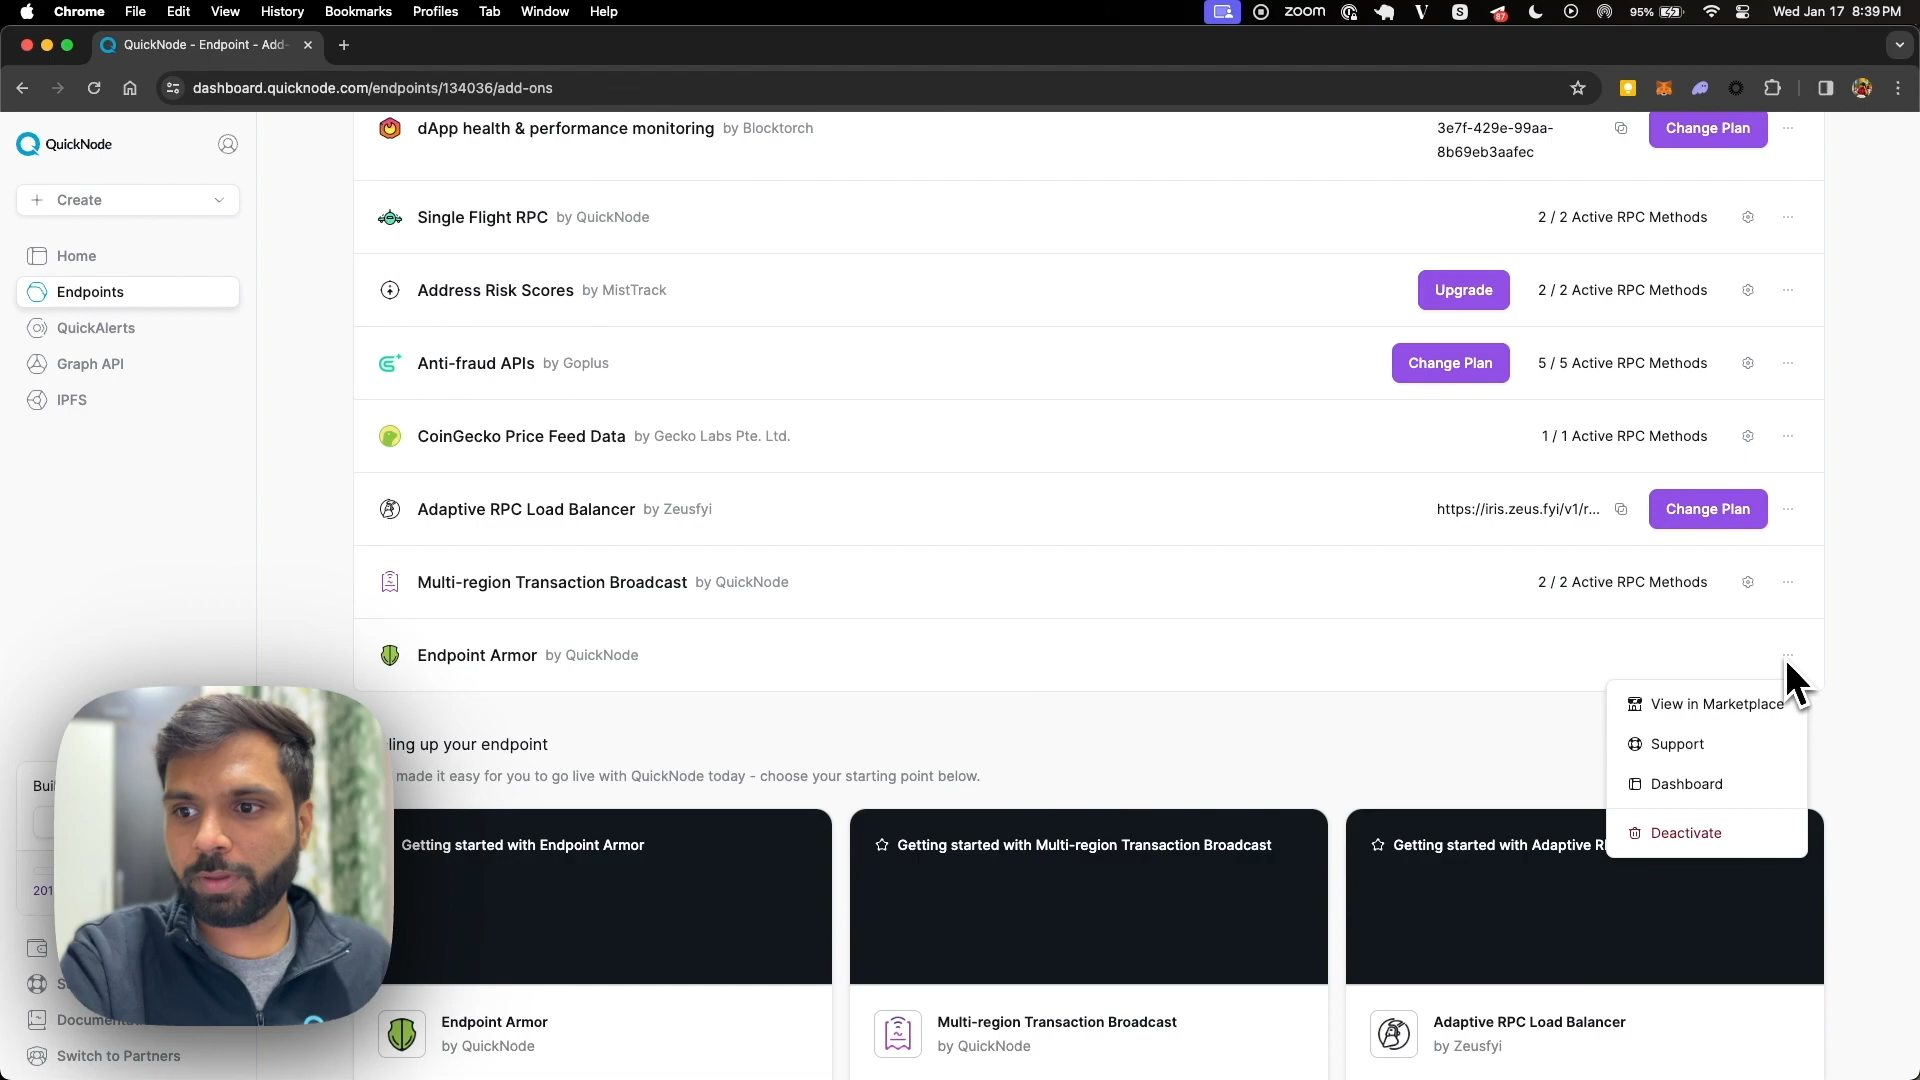 Chrome File Edit View History Bookmarks Profiles Tab Window Help
zoom V S 87 95% Wed Jan 17 8:39 PM
QuickNode - Endpoint - Add-
dashboard.quicknode.com/endpoints/134036/add-ons
QuickNode
Create
Home
Endpoints
QuickAlerts
Graph API
IPFS
Buil
201
Switch to Partners
dApp health & performance monitoring by Blocktorch
3e7f-429e-99aa-
8b69eb3aafec
Change Plan
Single Flight RPC by QuickNode
2 / 2 Active RPC Methods
Address Risk Scores by MistTrack
Upgrade
2 / 2 Active RPC Methods
Anti-fraud APIs by Goplus
Change Plan
5 / 5 Active RPC Methods
CoinGecko Price Feed Data by Gecko Labs Pte. Ltd.
1 / 1 Active RPC Methods
Adaptive RPC Load Balancer by Zeusfyi
https://iris.zeus.fyi/v1/r...
Change Plan
Multi-region Transaction Broadcast by QuickNode
2 / 2 Active RPC Methods
Endpoint Armor by QuickNode
View in Marketplace
Support
Dashboard
Deactivate
ling up your endpoint
made it easy for you to go live with QuickNode today - choose your starting point below.
Getting started with Endpoint Armor
Getting started with Multi-region Transaction Broadcast
Getting started with Adaptive R
Endpoint Armor
by QuickNode
Multi-region Transaction Broadcast
by QuickNode
Adaptive RPC Load Balancer
by Zeusfyi